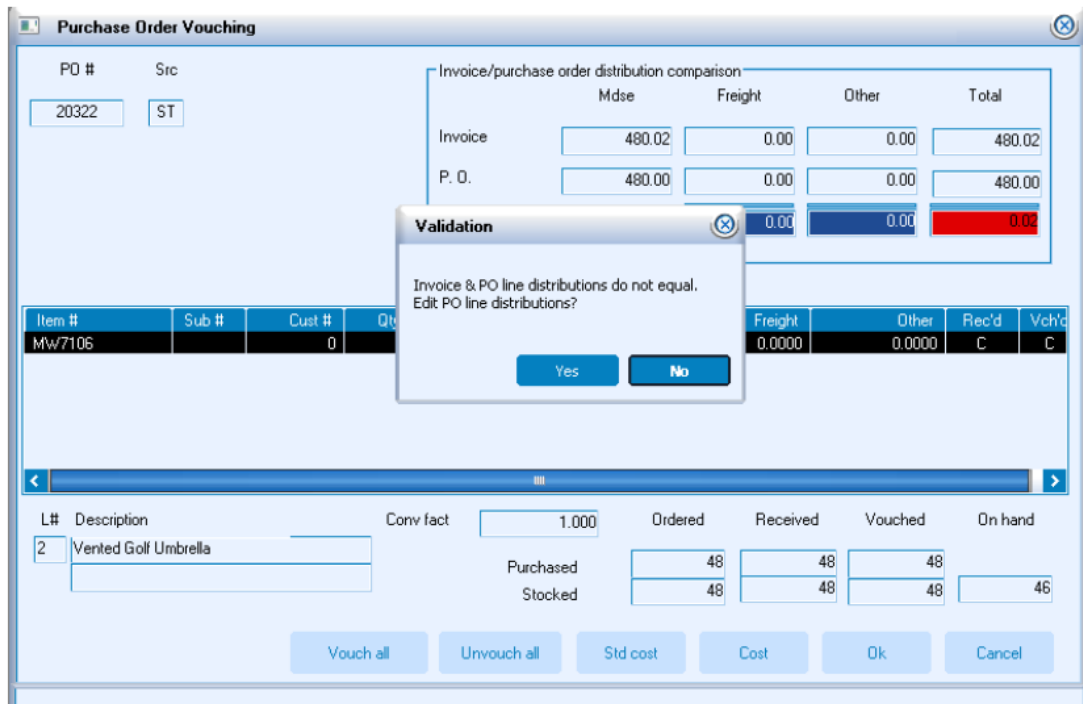 Purchase Order Vouching
PO # Src
20322 ST
Invoice/purchase order distribution comparison
Mdse Freight Other Total
Invoice 480.02 0.00 0.00 480.02
P. O. 480.00 0.00 0.00 480.00
0.00 0.00 0.02
Validation
Invoice & PO line distributions do not equal.
Edit PO line distributions?
Yes No
Item # Sub # Cust # Freight Other Rec'd
MW7106 0 0.0000 0.0000 C C
L# Description Conv fact 1.000 Ordered Received Vouched On hand
2 Vented Golf Umbrella
Purchased 48 48 48
Stocked 48 48 48 46
Vouch all Unvouch all Std cost Cost Ok Cancel